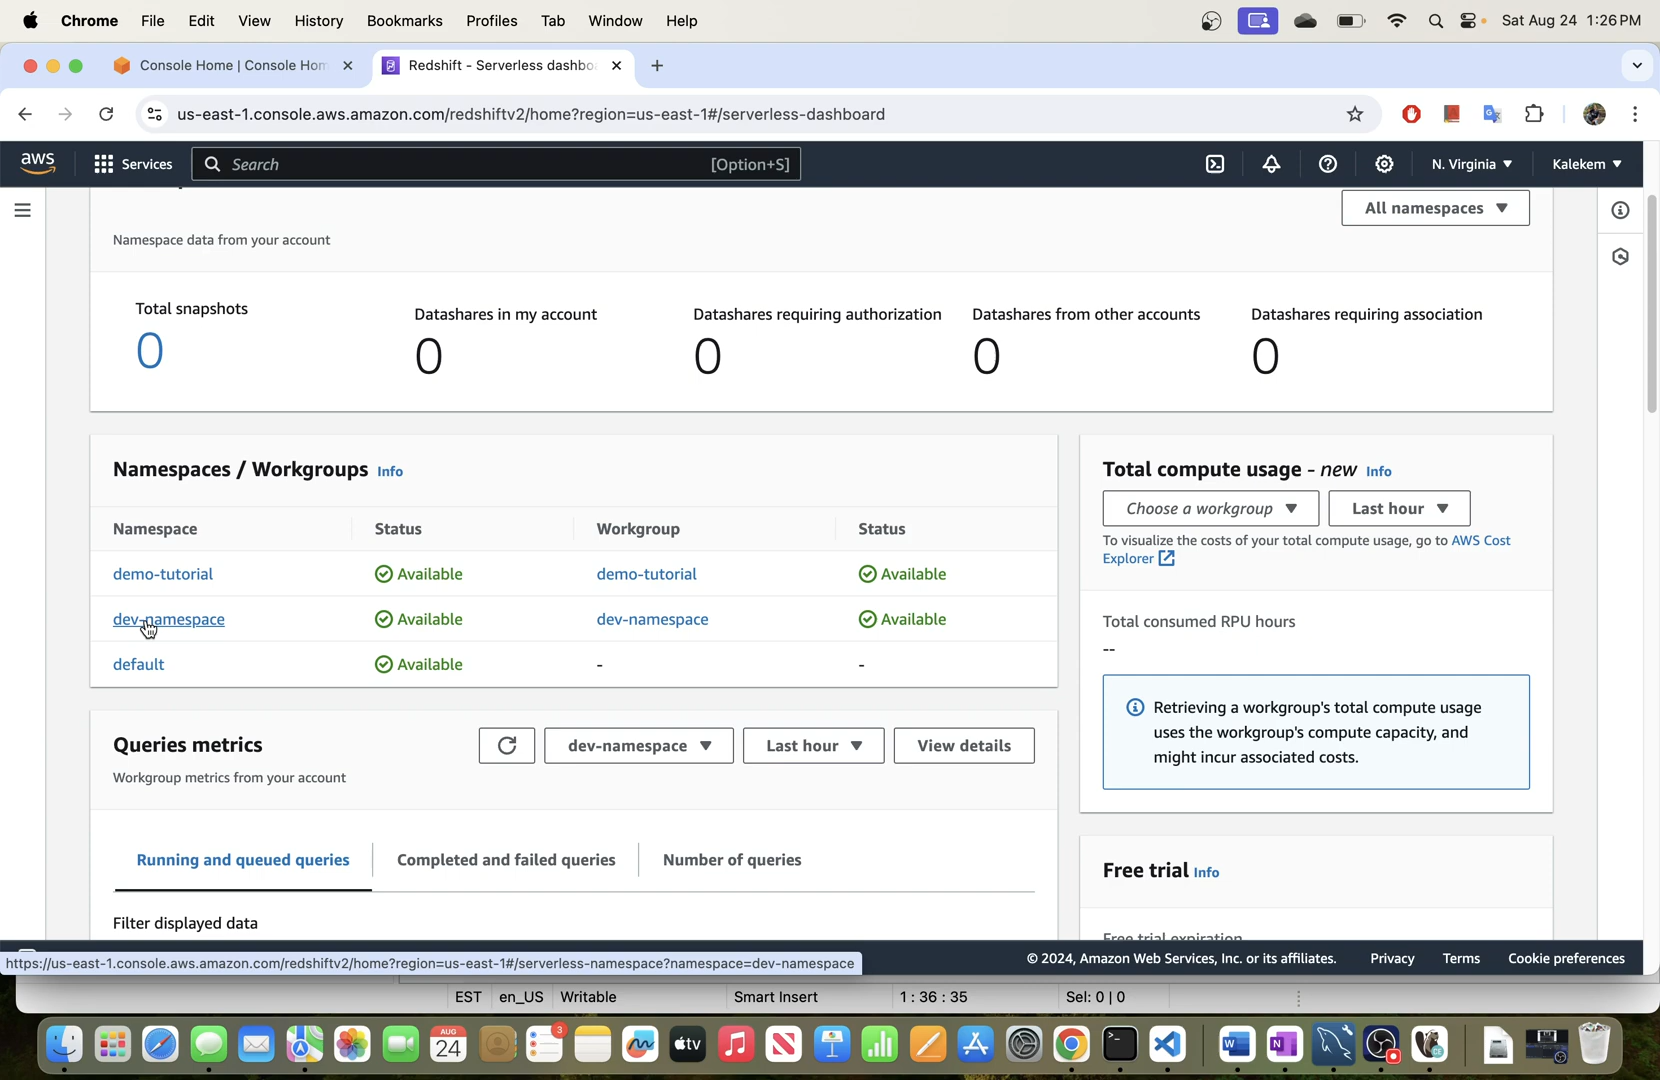 Chrome File Edit View History Bookmarks Profiles Tab Window Help Sat Aug 24 1:26 PM
Console Home | Console Hom Redshift - Serverless dashbo
us-east-1.console.aws.amazon.com/redshiftv2/home?region=us-east-1#/serverless-dashboard
aws Services Search [Option+S] N. Virginia Kalekem
All namespaces
Namespace data from your account
Total snapshots Datashares in my account Datashares requiring authorization Datashares from other accounts Datashares requiring association
0 0 0 0 0
Namespaces / Workgroups Info
Namespace Status Workgroup Status
demo-tutorial Available demo-tutorial Available
dev-namespace Available dev-namespace Available
default Available - -
Total compute usage - new Info
Choose a workgroup Last hour
To visualize the costs of your total compute usage, go to AWS Cost
Explorer
Total consumed RPU hours
--
Retrieving a workgroup's total compute usage
uses the workgroup's compute capacity, and
might incur associated costs.
Queries metrics dev-namespace Last hour View details
Workgroup metrics from your account
Running and queued queries Completed and failed queries Number of queries
Filter displayed data
Free trial Info
Free trial expiration
https://us-east-1.console.aws.amazon.com/redshiftv2/home?region=us-east-1#/serverless-namespace?namespace=dev-namespace
© 2024, Amazon Web Services, Inc. or its affiliates. Privacy Terms Cookie preferences
EST en_US Writable Smart Insert 1 : 36 : 35 Sel: 0 | 0
AUG
24
3
tv